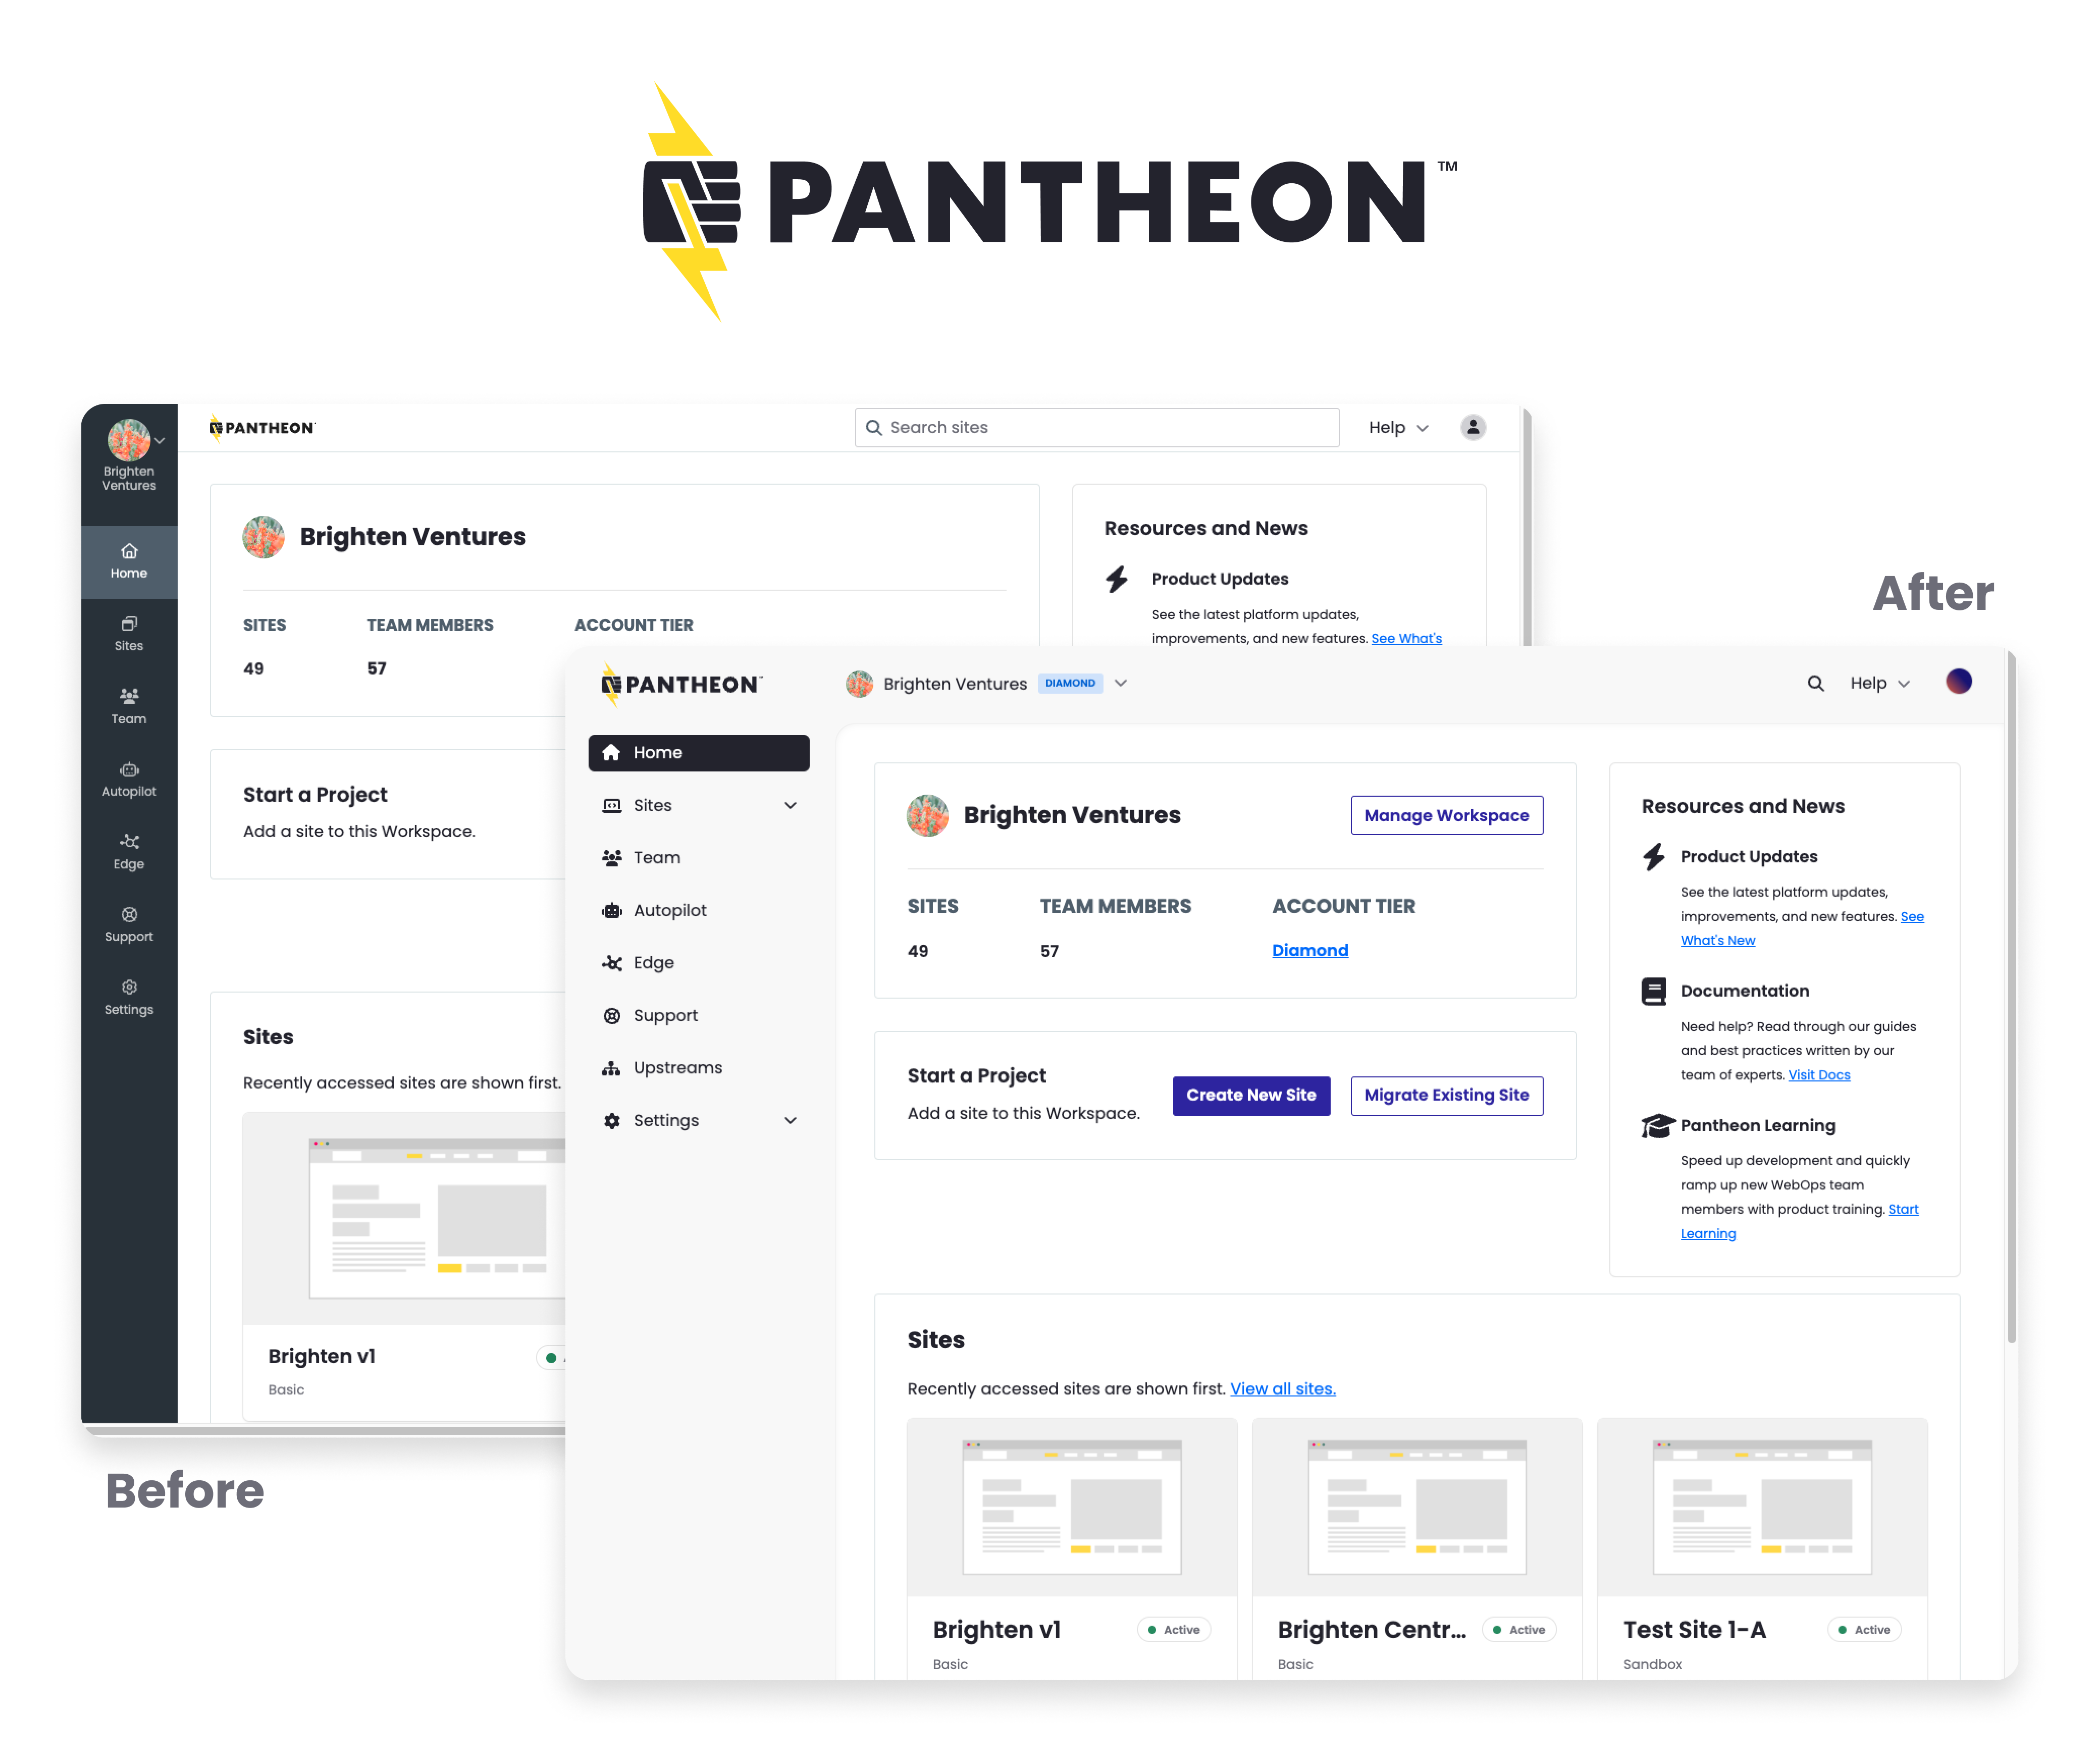 PANTHEON™
Brighten
Ventures
Home
Sites
Team
Autopilot
Edge
Support
Settings
PANTHEON
Search sites
Help
Brighten Ventures
SITES
TEAM MEMBERS
ACCOUNT TIER
49
57
Resources and News
Product Updates
See the latest platform updates,
improvements, and new features. See What's
Start a Project
Add a site to this Workspace.
Sites
Recently accessed sites are shown first.
Brighten v1
Basic
Before
After
PANTHEON
Brighten Ventures DIAMOND
Help
Home
Sites
Team
Autopilot
Edge
Support
Upstreams
Settings
Brighten Ventures
Manage Workspace
SITES
TEAM MEMBERS
ACCOUNT TIER
49
57
Diamond
Start a Project
Add a site to this Workspace.
Create New Site
Migrate Existing Site
Resources and News
Product Updates
See the latest platform updates,
improvements, and new features. See
What's New
Documentation
Need help? Read through our guides
and best practices written by our
team of experts. Visit Docs
Pantheon Learning
Speed up development and quickly
ramp up new WebOps team
members with product training. Start
Learning
Sites
Recently accessed sites are shown first. View all sites.
Brighten v1
Active
Basic
Brighten Centr...
Active
Basic
Test Site 1-A
Active
Sandbox